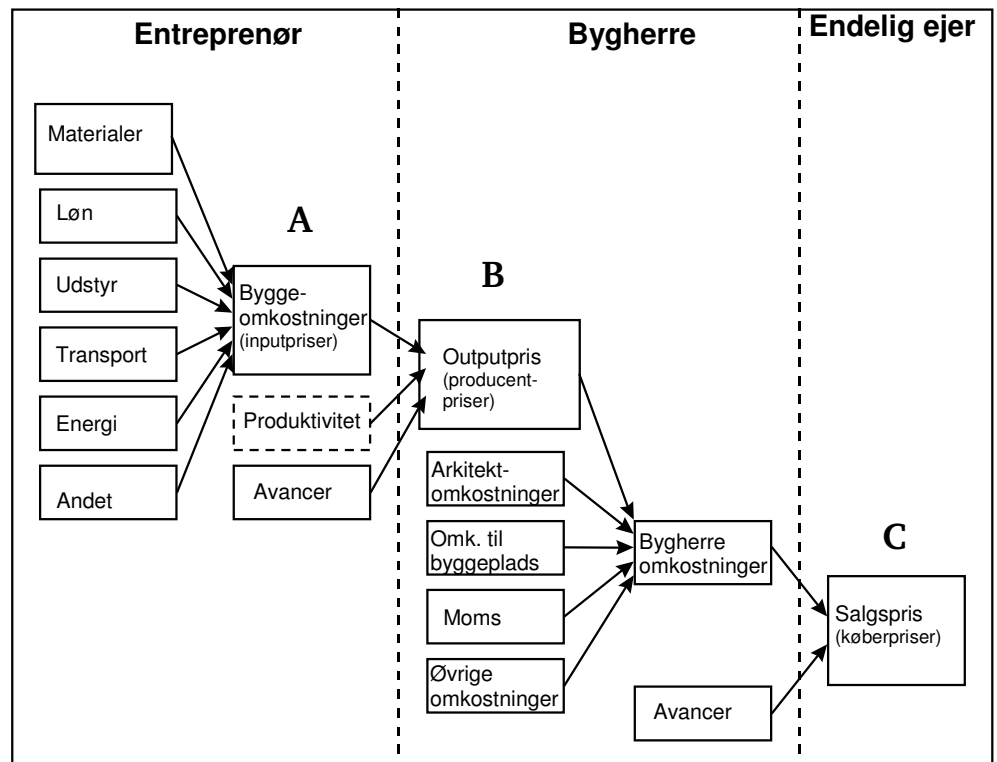 Entreprenør
Bygherre
Endelig ejer
Materialer
Løn
A
Udstyr
Bygge-
omkostninger
(inputpriser)
B
Transport
Outputpris
(producent-
priser)
Energi
Produktivitet
Andet
Avancer
Arkitekt-
omkostninger
Omk. til
byggeplads
Bygherre
omkostninger
C
Moms
Salgspris
(køberpriser)
Øvrige
omkostninger
Avancer